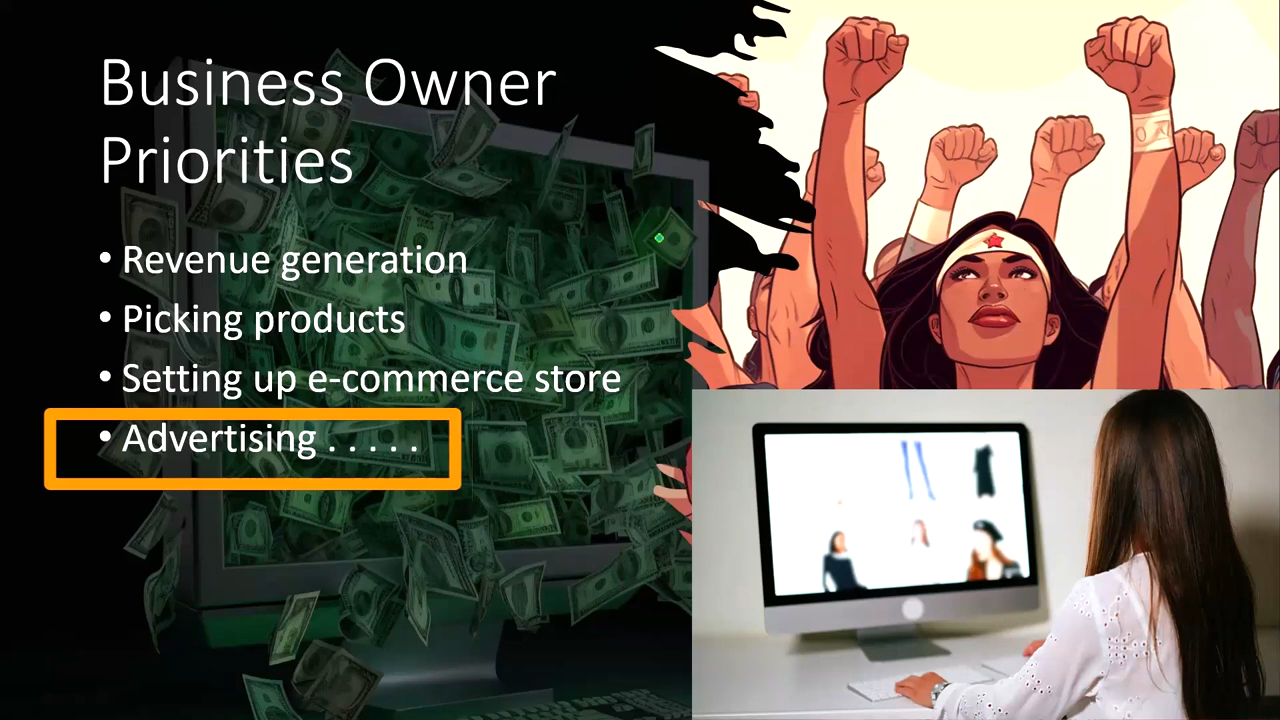 Business Owner
Priorities
• Revenue generation
• Picking products
• Setting up e-commerce store
• Advertising . . . . .